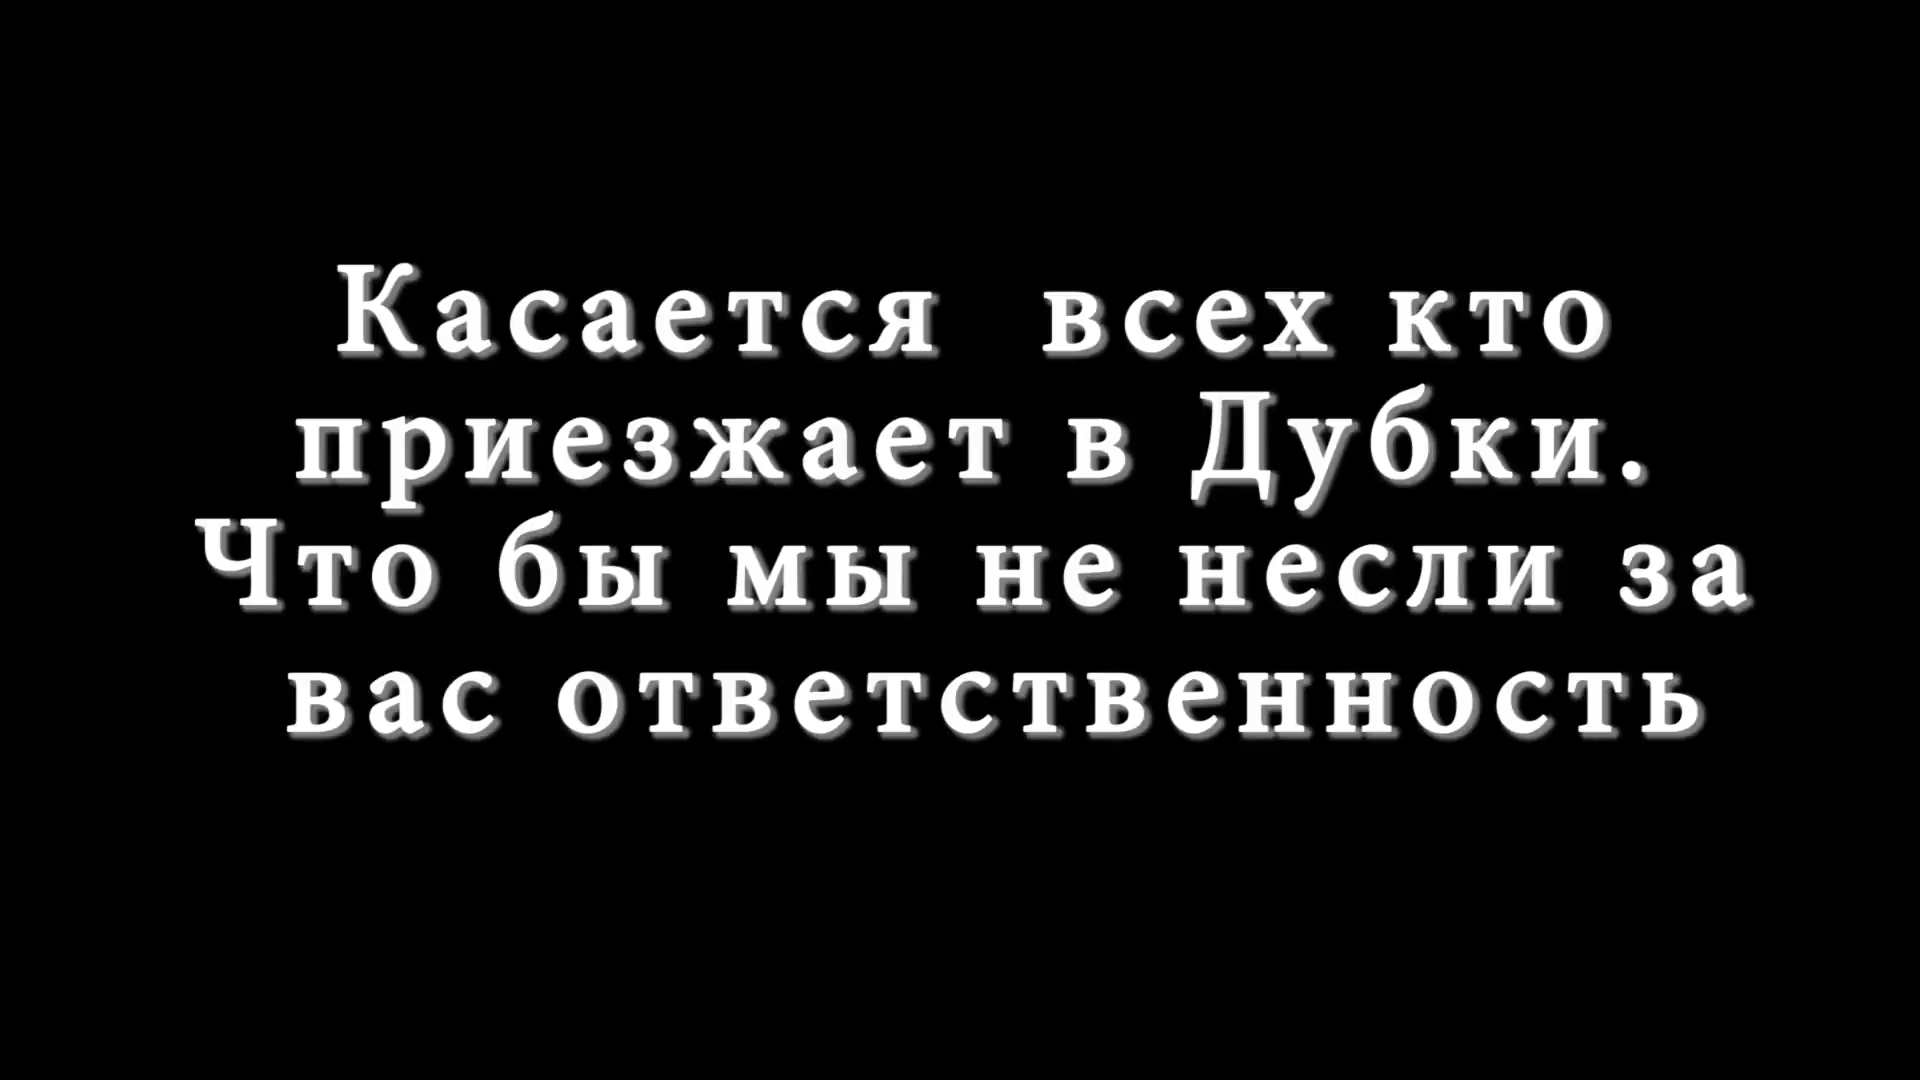 Касается всех кто
приезжает в Дубки.
Что бы мы не несли за
вас ответственность